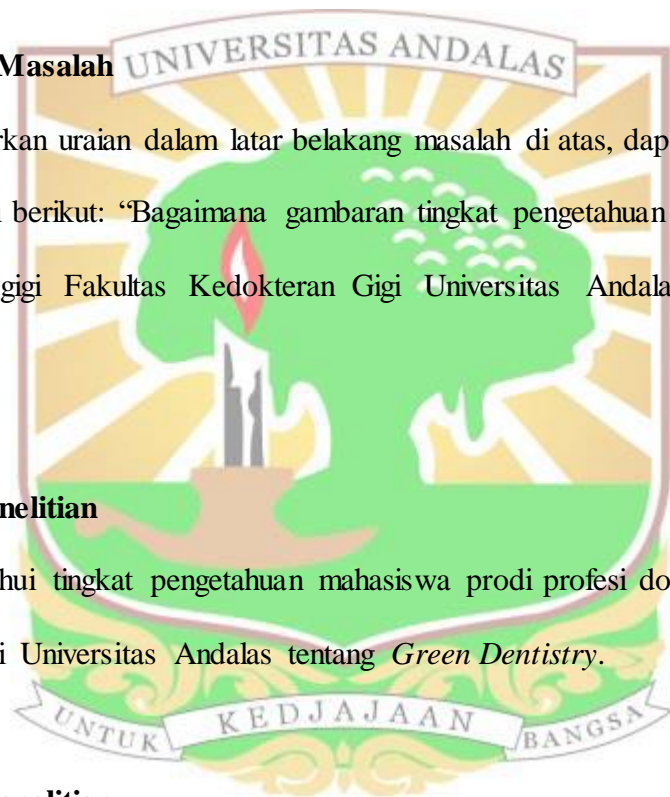 UNIVERSITAS ANDALAS
Masalah
rkan uraian dalam latar belakang masalah di atas, dap
i berikut: “Bagaimana gambaran tingkat pengetahuan
gigi Fakultas Kedokteran Gigi Universitas Andala
nelitian
hui tingkat pengetahuan mahasiswa prodi profesi do
i Universitas Andalas tentang Green Dentistry.
UNTUK KEDJAJAAN BANGSA